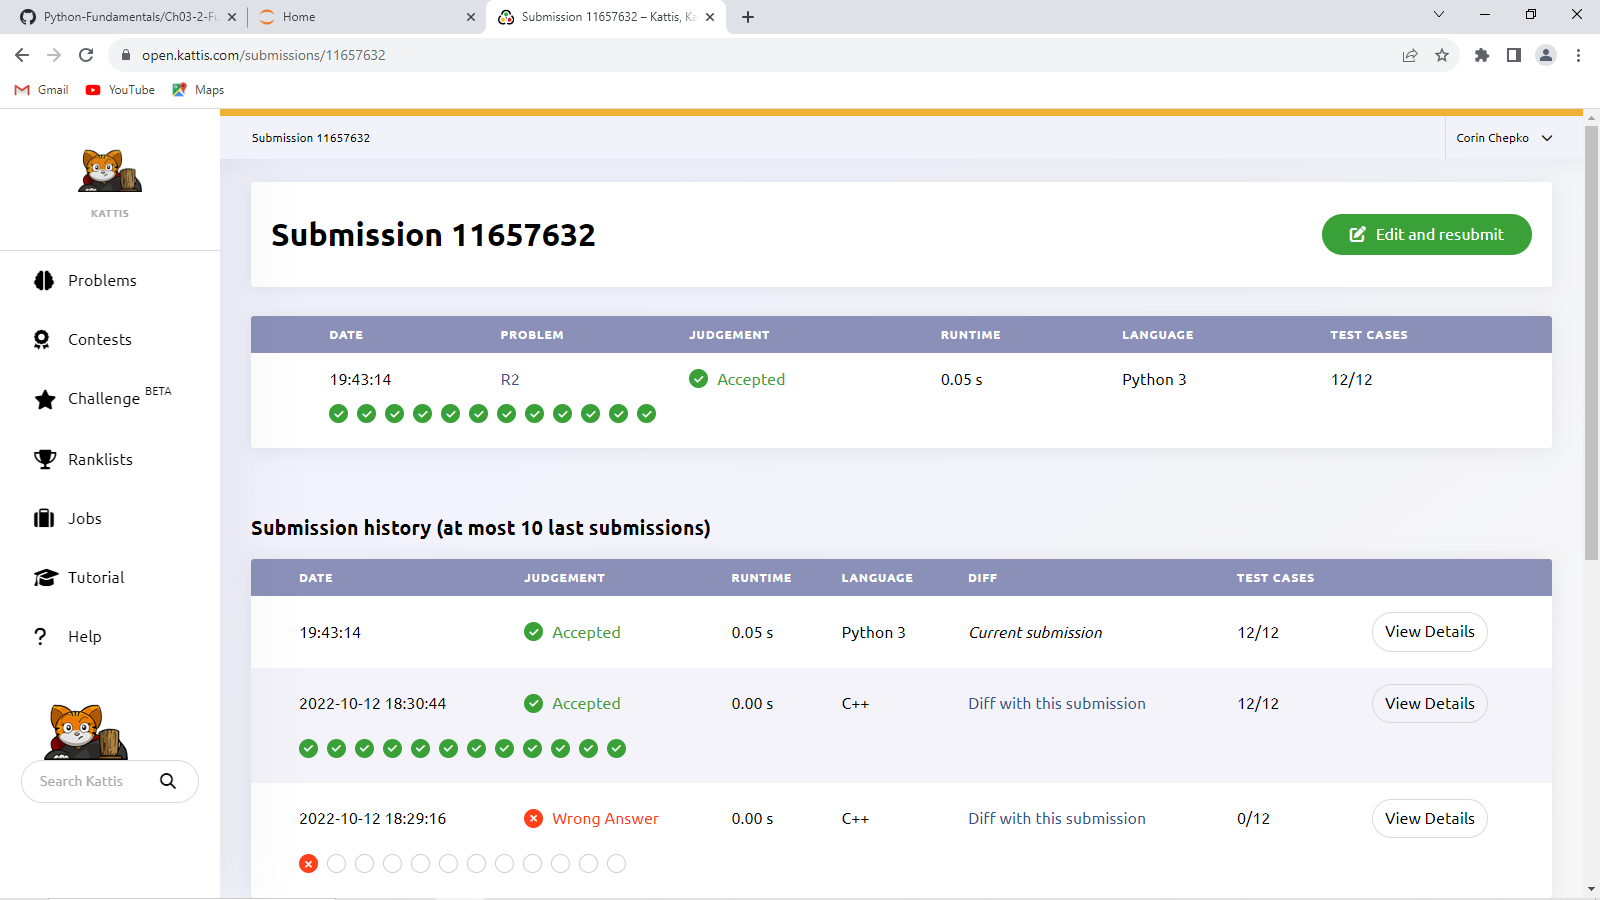 Python-Fundamentals/Ch03-2-Fu
Home
Submission 11657632 – Kattis, Ka
open.kattis.com/submissions/11657632
Gmail YouTube Maps
Submission 11657632
Corin Chepko
KATTIS
Problems
Contests
Challenge BETA
Ranklists
Jobs
Tutorial
Help
Search Kattis
Submission 11657632
Edit and resubmit
DATE PROBLEM JUDGEMENT RUNTIME LANGUAGE TEST CASES
19:43:14 R2 Accepted 0.05 s Python 3 12/12
Submission history (at most 10 last submissions)
DATE JUDGEMENT RUNTIME LANGUAGE DIFF TEST CASES
19:43:14 Accepted 0.05 s Python 3 Current submission 12/12 View Details
2022-10-12 18:30:44 Accepted 0.00 s C++ Diff with this submission 12/12 View Details
2022-10-12 18:29:16 Wrong Answer 0.00 s C++ Diff with this submission 0/12 View Details